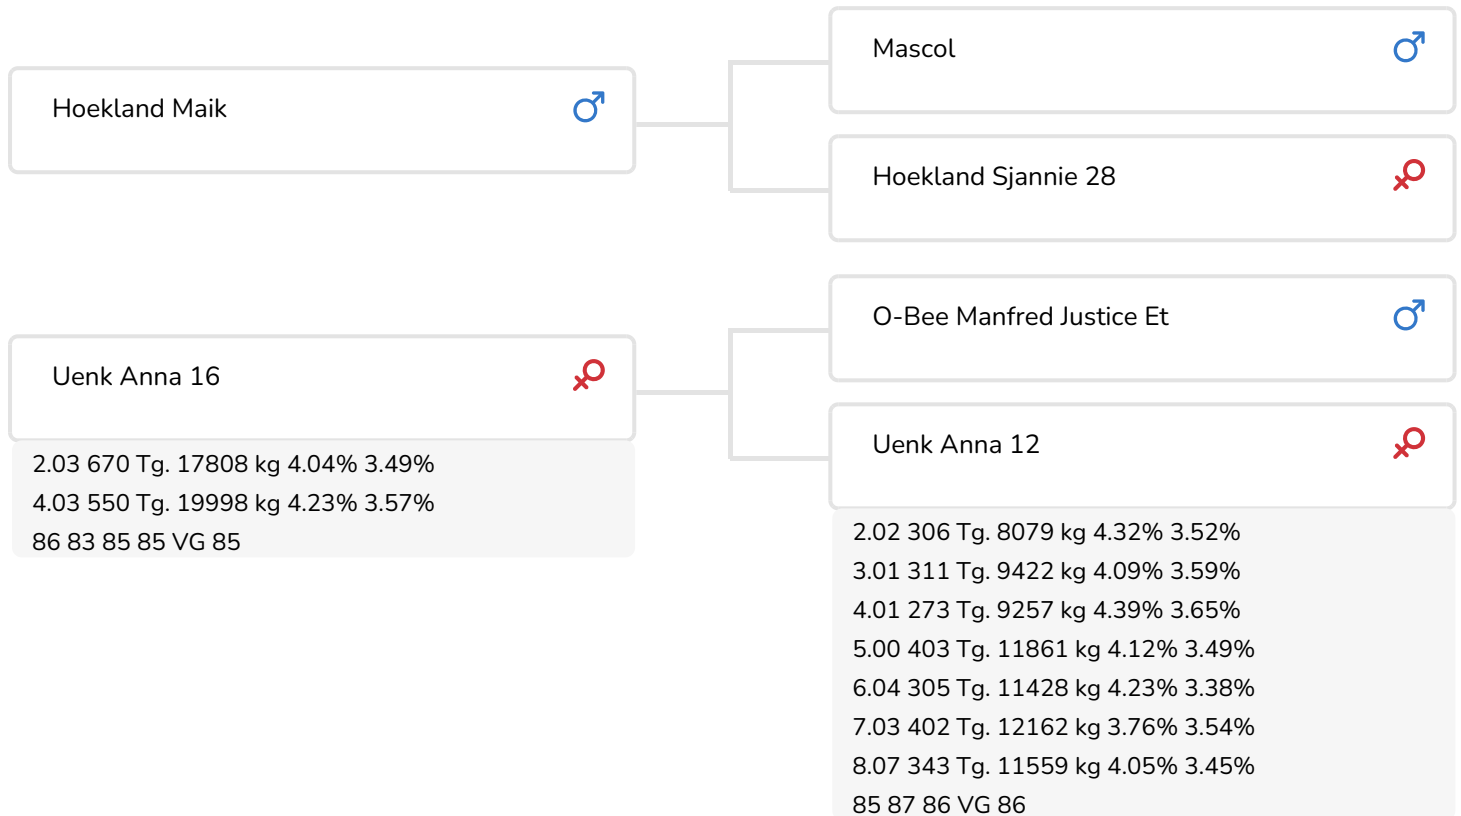 Hoekland Maik
Mascol
Hoekland Sjannie 28
Uenk Anna 16
2.03 670 Tg. 17808 kg 4.04% 3.49%
4.03 550 Tg. 19998 kg 4.23% 3.57%
86 83 85 85 VG 85
O-Bee Manfred Justice Et
Uenk Anna 12
2.02 306 Tg. 8079 kg 4.32% 3.52%
3.01 311 Tg. 9422 kg 4.09% 3.59%
4.01 273 Tg. 9257 kg 4.39% 3.65%
5.00 403 Tg. 11861 kg 4.12% 3.49%
6.04 305 Tg. 11428 kg 4.23% 3.38%
7.03 402 Tg. 12162 kg 3.76% 3.54%
8.07 343 Tg. 11559 kg 4.05% 3.45%
85 87 86 VG 86